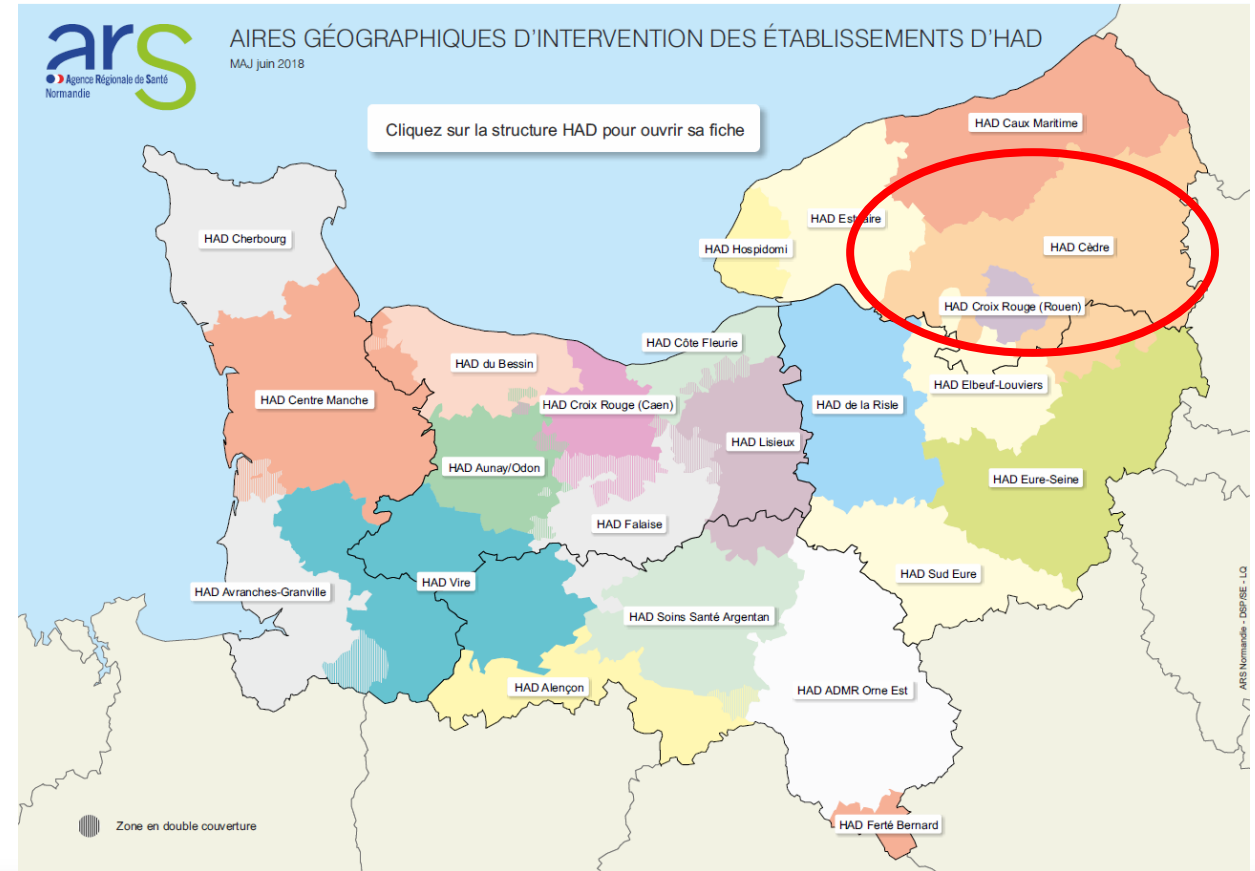 ars
Agence Régionale de Santé
Normandie
AIRES GÉOGRAPHIQUES D'INTERVENTION DES ÉTABLISSEMENTS D'HAD
MAJ juin 2018
Cliquez sur la structure HAD pour ouvrir sa fiche
HAD Caux Maritime
HAD Estuaire
HAD Cherbourg
HAD Hospidomi
HAD Cèdre
HAD Croix Rouge (Rouen)
HAD Côte Fleurie
HAD du Bessin
HAD Elbeuf-Louviers
HAD Centre Manche
HAD Croix Rouge (Caen)
HAD de la Risle
HAD Lisieux
HAD Aunay/Odon
HAD Eure-Seine
HAD Falaise
HAD Vire
HAD Sud Eure
HAD Avranches-Granville
HAD Soins Santé Argentan
HAD Alençon
HAD ADMR Orne Est
HAD Ferté Bernard
Zone en double couverture
ARS Normandie - DSP/SE - LQ